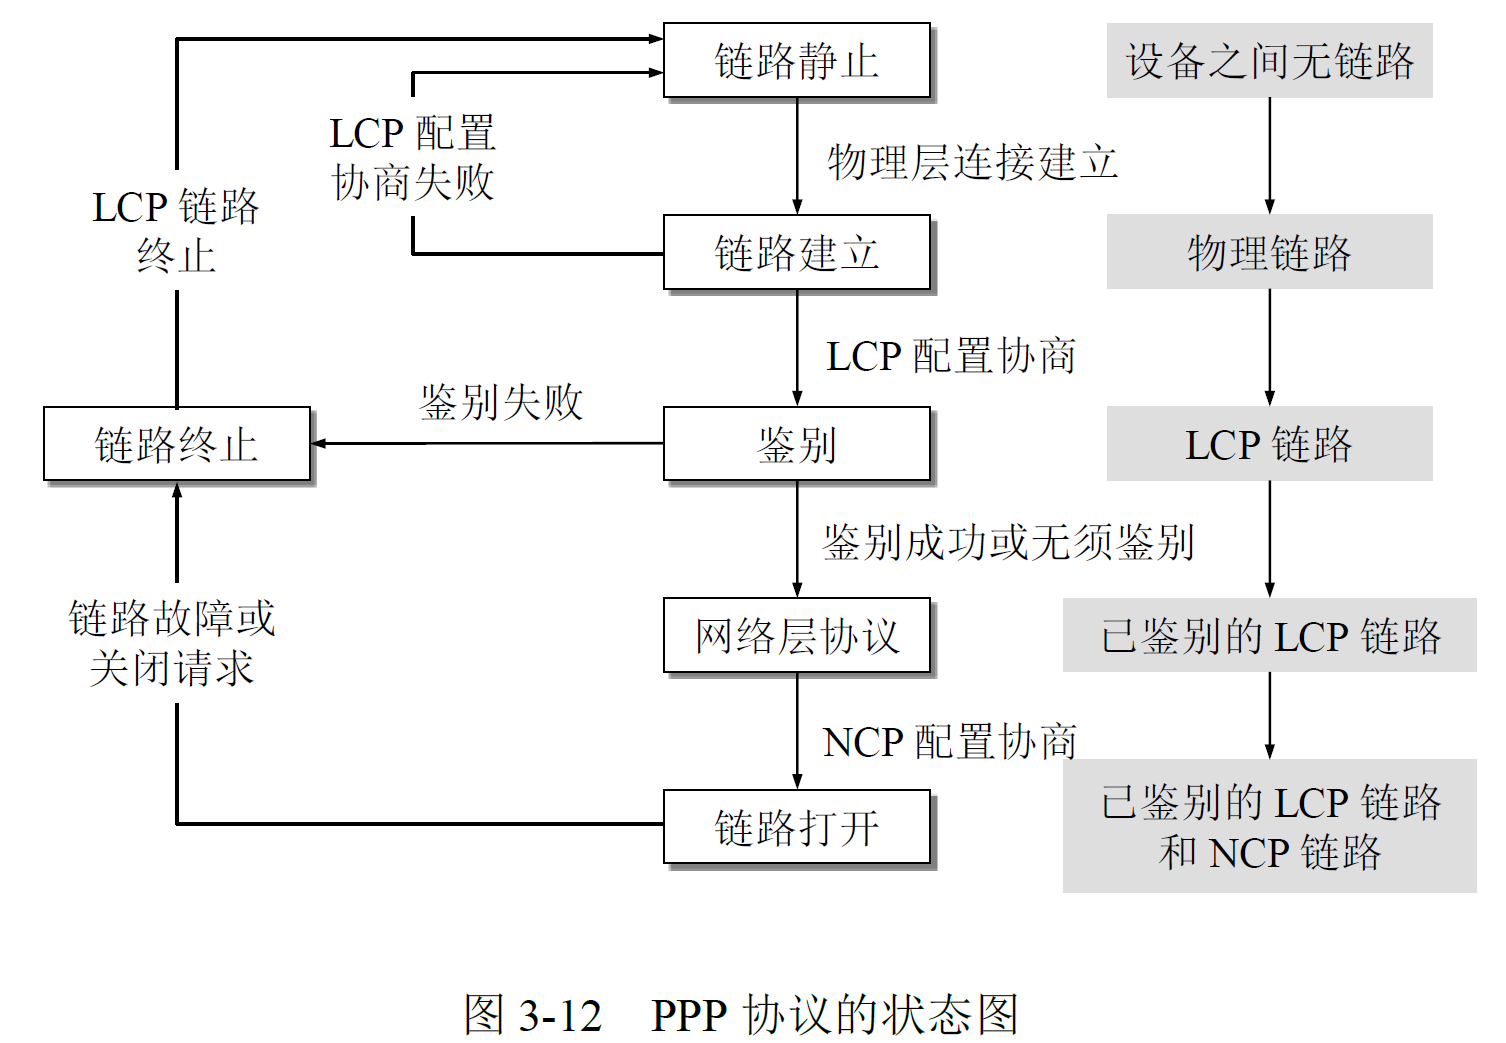 链路静止
设备之间无链路
LCP 配置
协商失败
物理层连接建立
LCP 链路
终止
链路建立
物理链路
LCP 配置协商
鉴别失败
链路终止
鉴别
LCP 链路
鉴别成功或无须鉴别
链路故障或
关闭请求
网络层协议
已鉴别的 LCP 链路
NCP 配置协商
链路打开
已鉴别的 LCP 链路
和 NCP 链路
图 3-12 PPP 协议的状态图